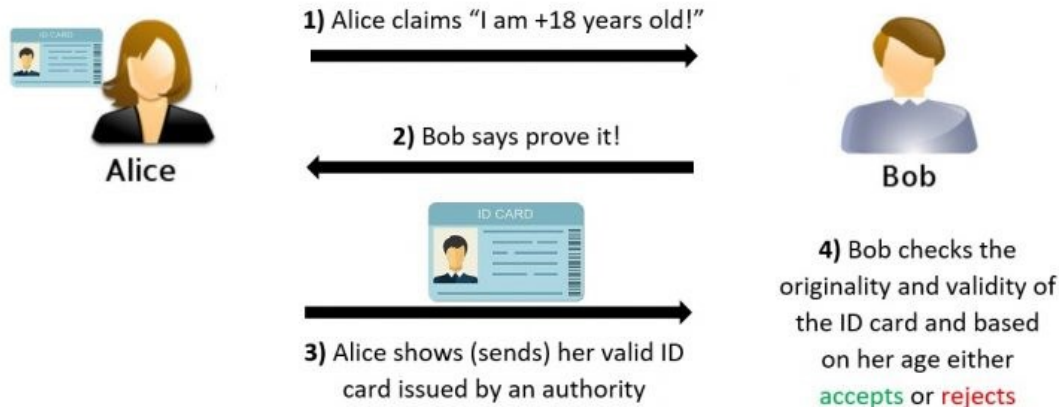 1) Alice claims “I am +18 years old!”
ID CARD
Alice
2) Bob says prove it!
Bob
ID CARD
3) Alice shows (sends) her valid ID
card issued by an authority
4) Bob checks the
originality and validity of
the ID card and based
on her age either
accepts or rejects